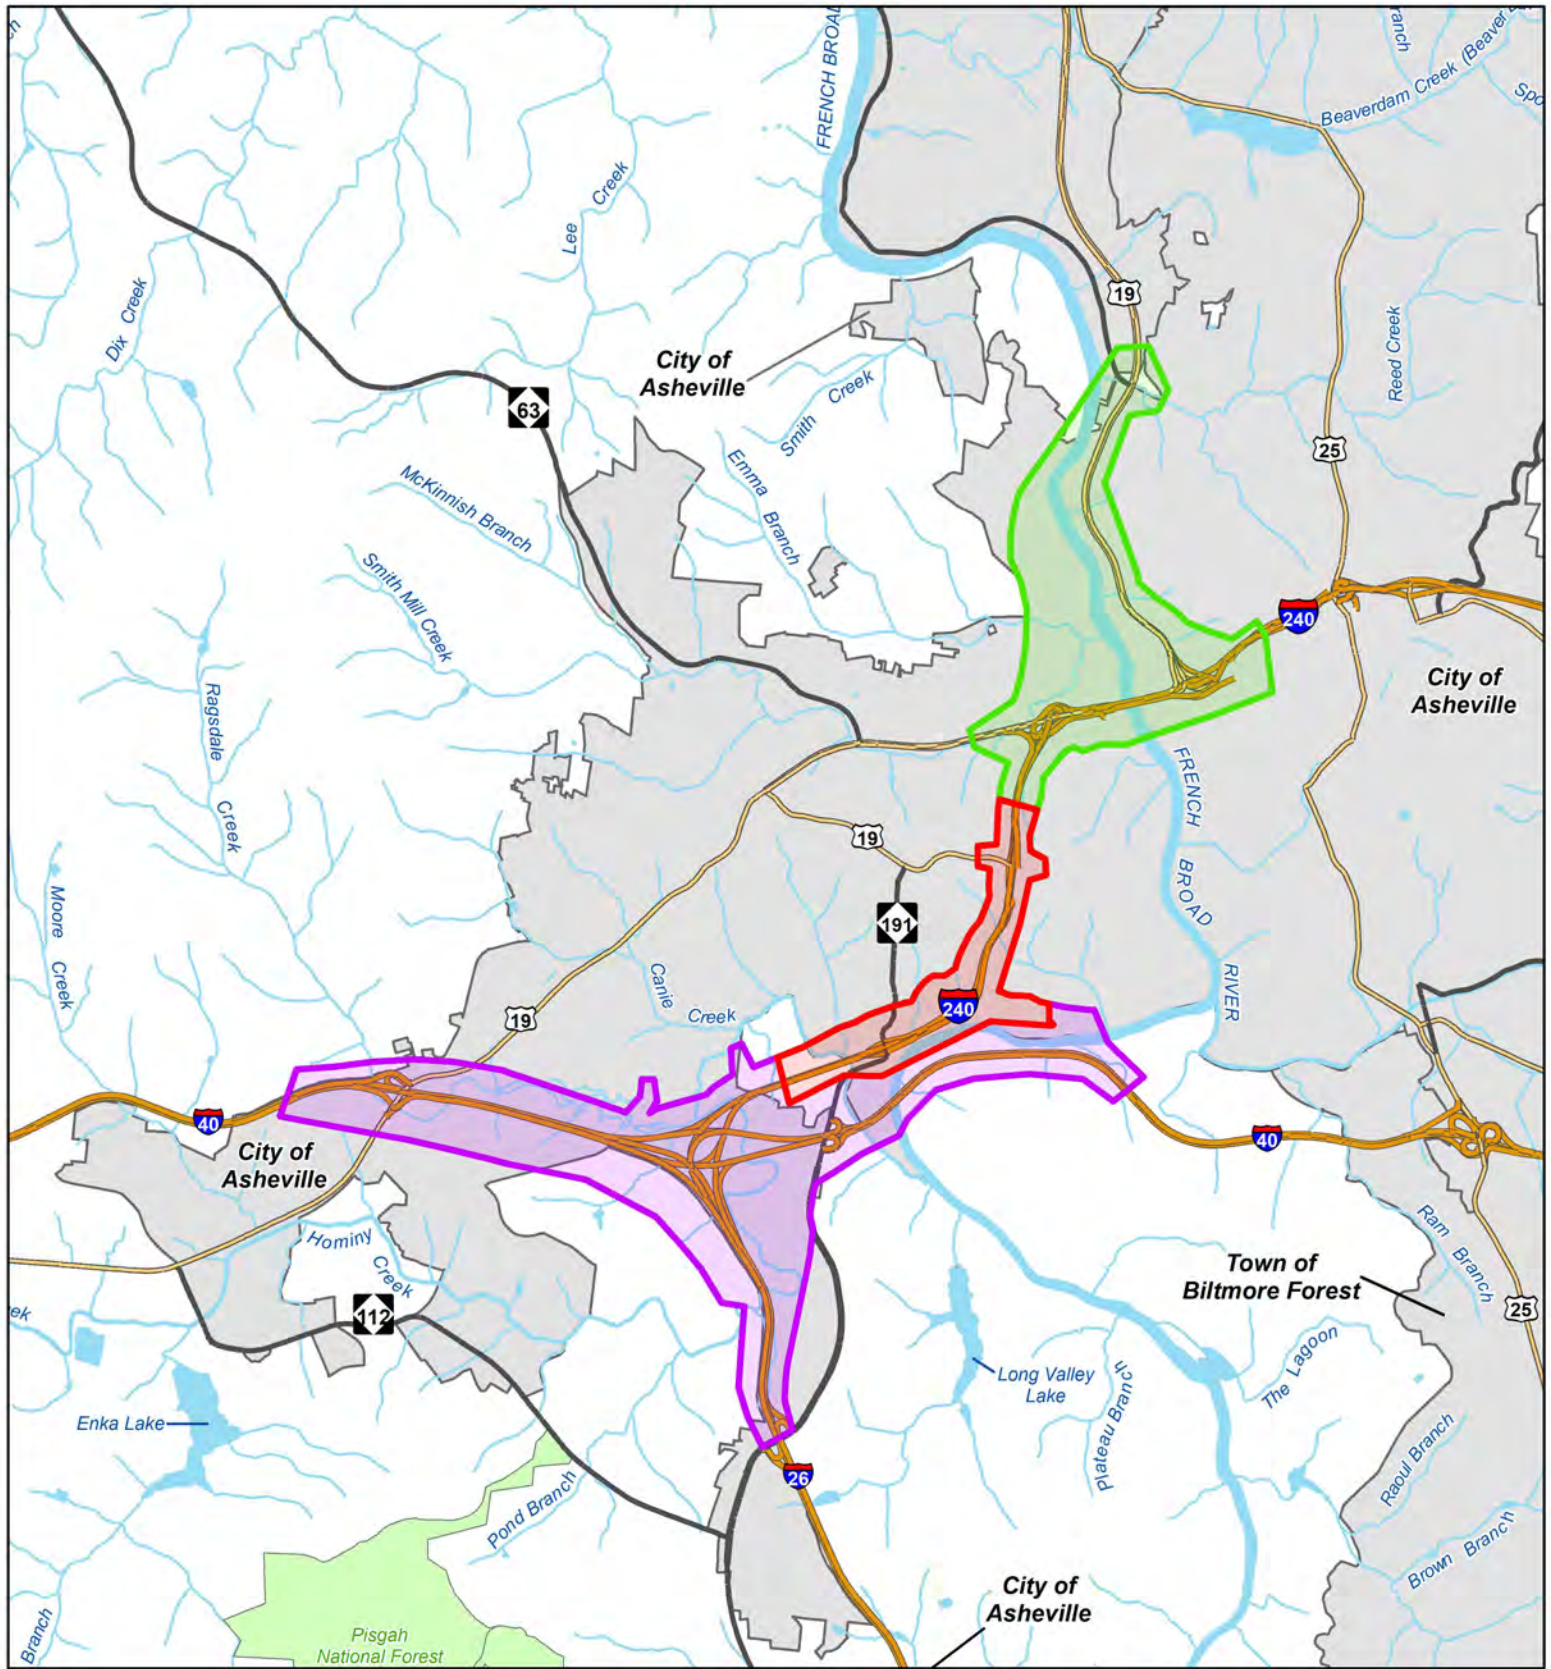 FRENCH BROAD
ranch
Beaverdam Creek (Beaver
Spo
Lee Creek
Dix Creek
19
Reed Creek
City of
Asheville
Smith Creek
63
25
Emma Branch
McKinnish Branch
Smith Mill Creek
240
City of
Asheville
Ragsdale Creek
FRENCH BROAD RIVER
19
Moore Creek
191
Canie Creek
240
19
40
City of
Asheville
40
Hominy Creek
Ram Branch
Town of
Biltmore Forest
eek
112
25
Long Valley
Lake
The Lagoon
Plateau Branch
Enka Lake
Raoul Branch
26
Pond Branch
Brown Branch
City of
Asheville
Branch
Pisgah
National Forest